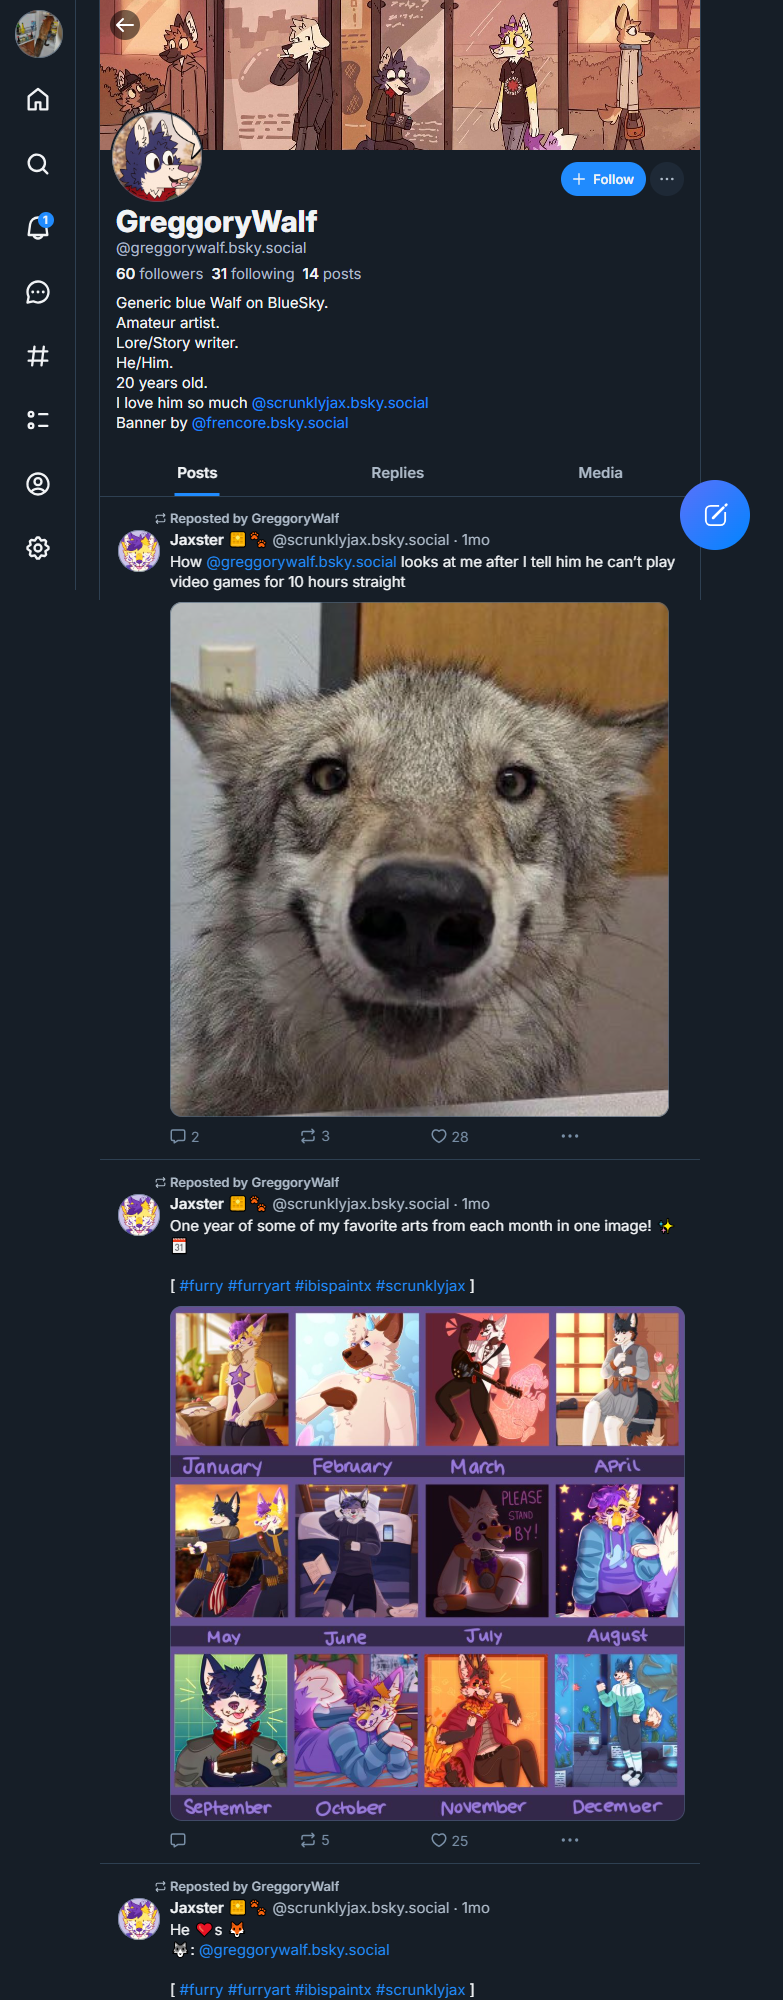 1
Follow
GreggoryWalf
@greggorywalf.bsky.social
60 followers 31 following 14 posts
Generic blue Walf on BlueSky.
Amateur artist.
Lore/Story writer.
He/Him.
20 years old.
I love him so much @scrunklyjax.bsky.social
Banner by @frencore.bsky.social
Posts Replies Media
Reposted by GreggoryWalf
Jaxster 🐾 @scrunklyjax.bsky.social · 1mo
How @greggorywalf.bsky.social looks at me after I tell him he can’t play
video games for 10 hours straight
2 3 28
Reposted by GreggoryWalf
Jaxster 🐾 @scrunklyjax.bsky.social · 1mo
One year of some of my favorite arts from each month in one image! ✨
📅
[ #furry #furryart #ibispaintx #scrunklyjax ]
PLEASE
STAND
BY!
January February March April
May June July August
September October November December
5 25
Reposted by GreggoryWalf
Jaxster 🐾 @scrunklyjax.bsky.social · 1mo
He ❤️s 🦊
🐺: @greggorywalf.bsky.social
[ #furry #furryart #ibispaintx #scrunklyjax ]